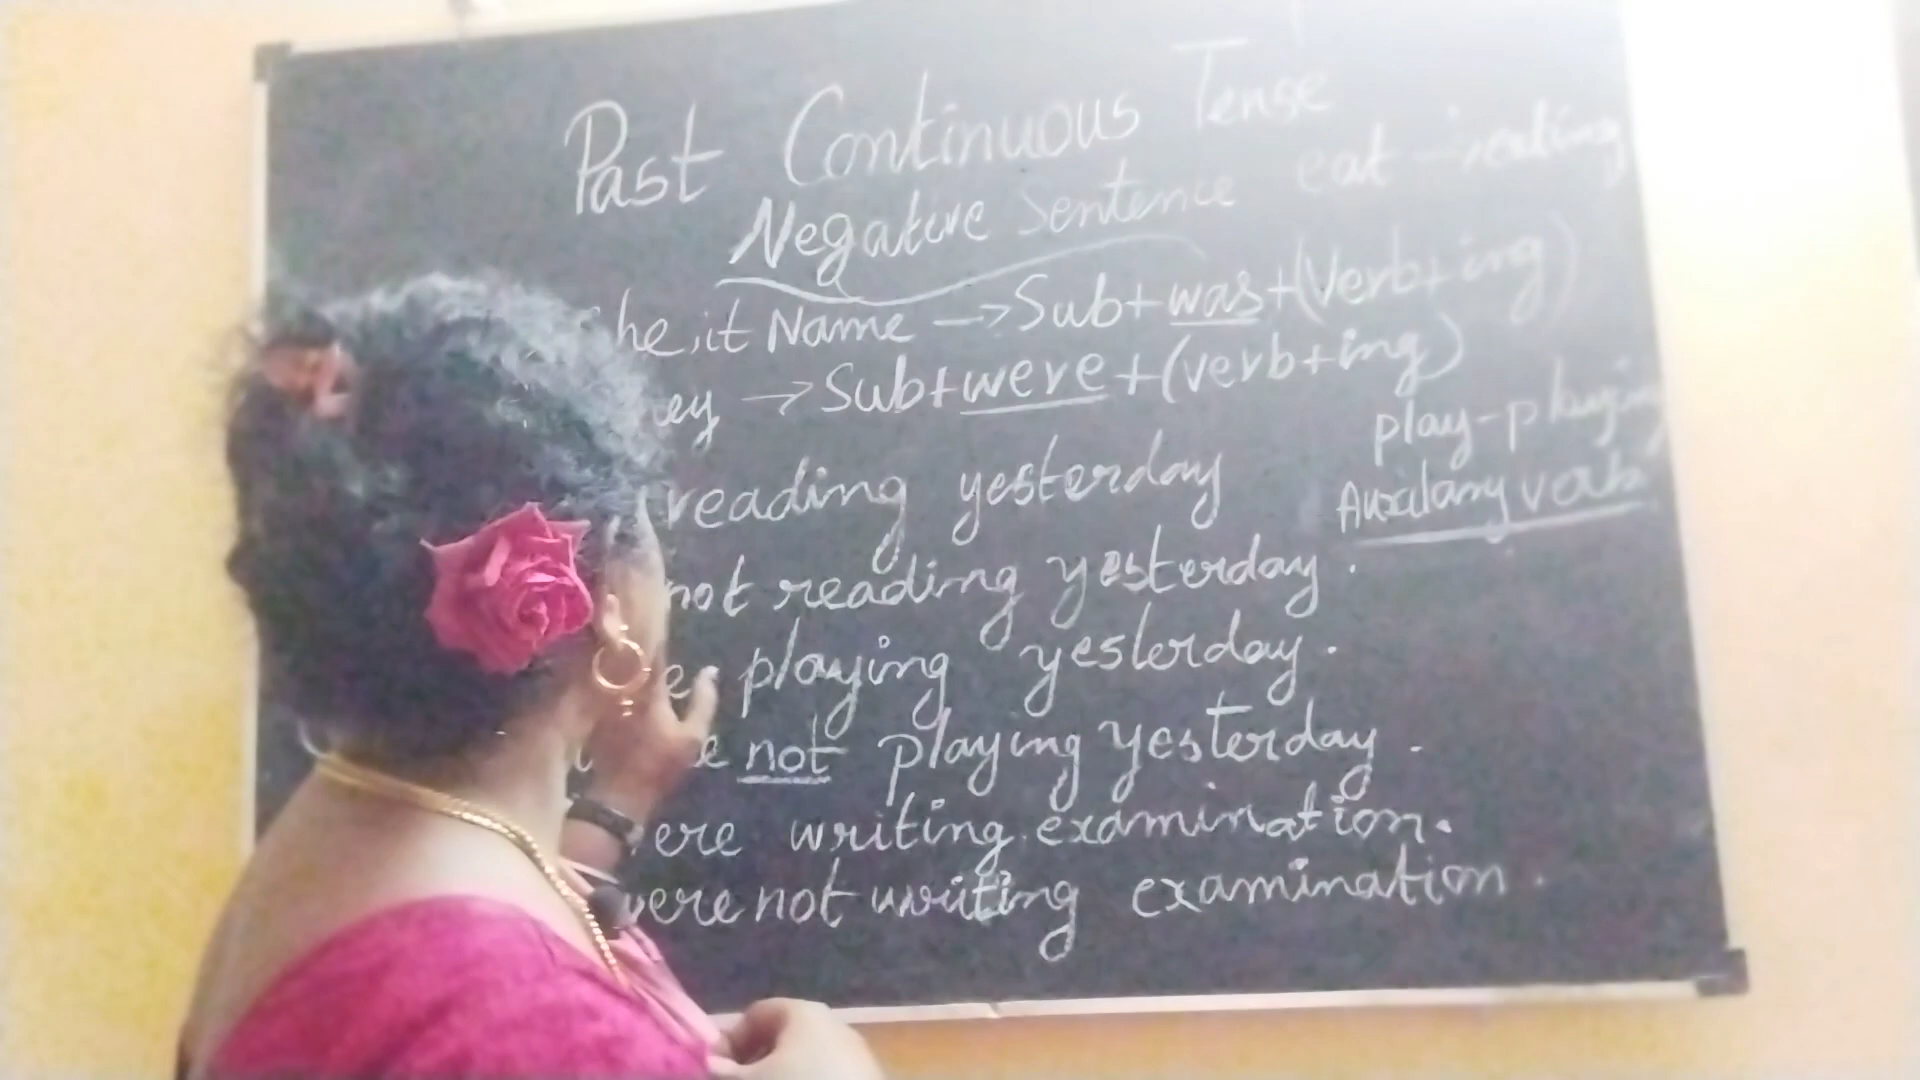 Past Continuous Tense
Negative Sentence eat - eating
he, it Name → Sub + was + (Verb + ing)
ey → Sub + were + (verb + ing)
play - playing
reading yesterday
Auxilary vab
not reading yesterday.
e playing yesterday.
e not playing yesterday.
ere writing examination.
were not writing examination.